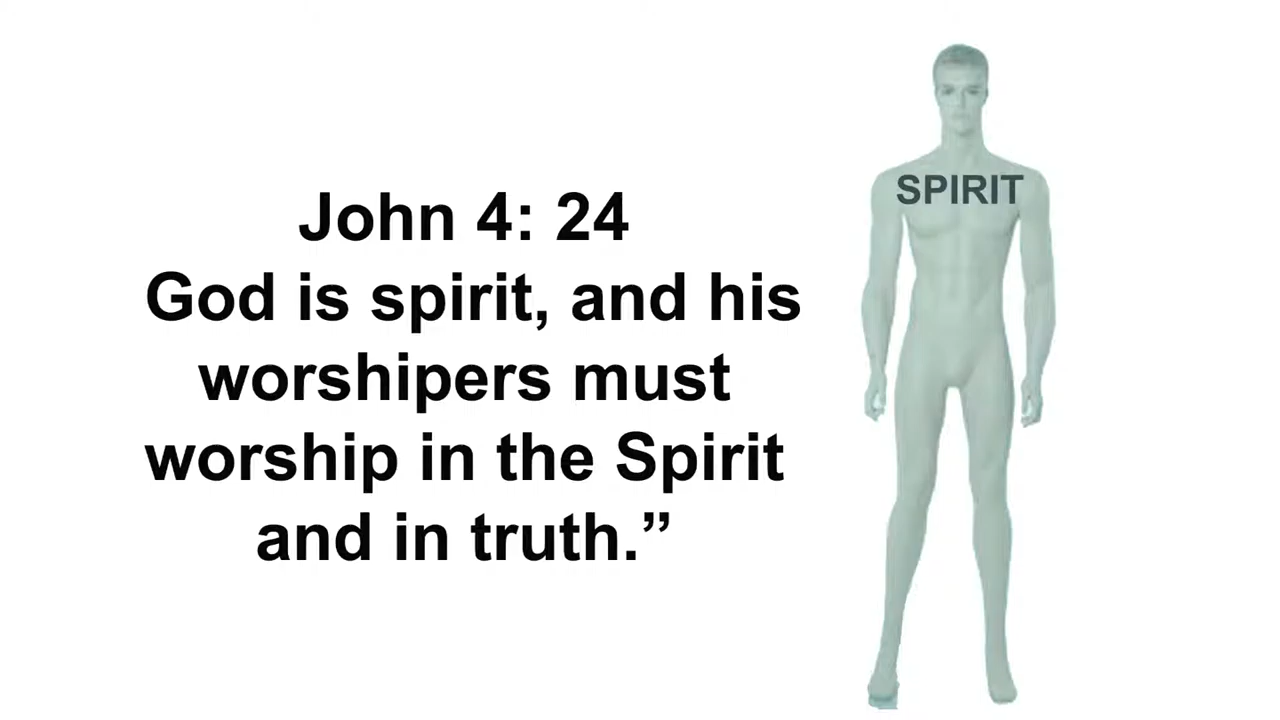 John 4: 24
God is spirit, and his
worshipers must
worship in the Spirit
and in truth.”
SPIRIT